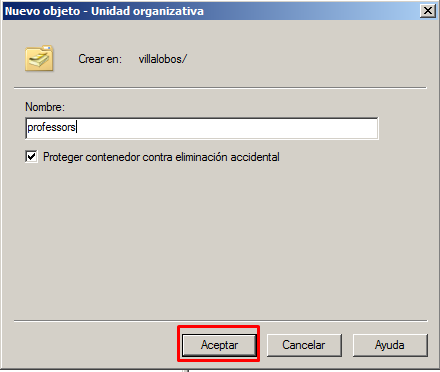 Nuevo objeto - Unidad organizativa
Crear en: villalobos/
Nombre:
professors
Proteger contenedor contra eliminación accidental
Aceptar Cancelar Ayuda